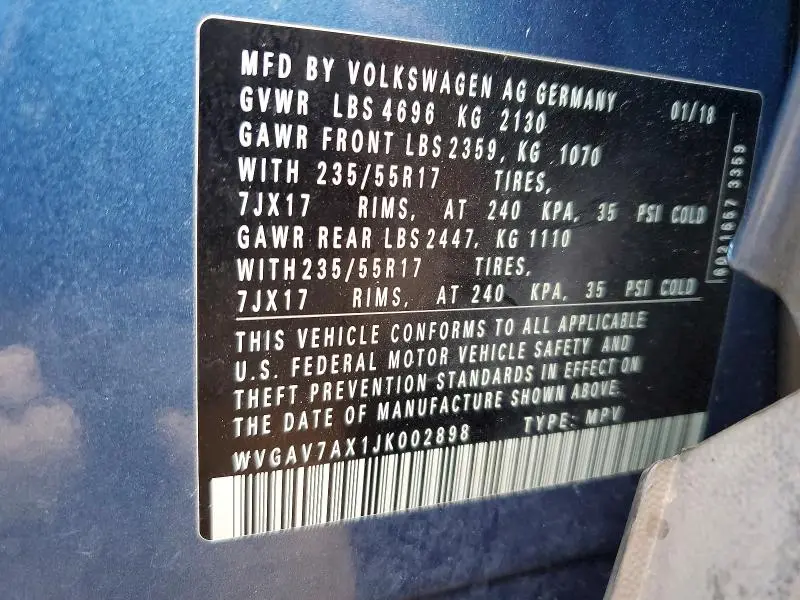 MFD BY VOLKSWAGEN AG GERMANY 01/18
GVWR LBS 4696 KG 2130
GAWR FRONT LBS 2359, KG 1070
WITH 235/55R17 TIRES,
7JX17 RIMS, AT 240 KPA, 35 PSI COLD
GAWR REAR LBS 2447, KG 1110
WITH 235/55R17 TIRES,
7JX17 RIMS, AT 240 KPA, 35 PSI COLD
THIS VEHICLE CONFORMS TO ALL APPLICABLE
U.S. FEDERAL MOTOR VEHICLE SAFETY AND
THEFT PREVENTION STANDARDS IN EFFECT ON
THE DATE OF MANUFACTURE SHOWN ABOVE.
WVGAV7AX1JK002898 TYPE: MPV
3359